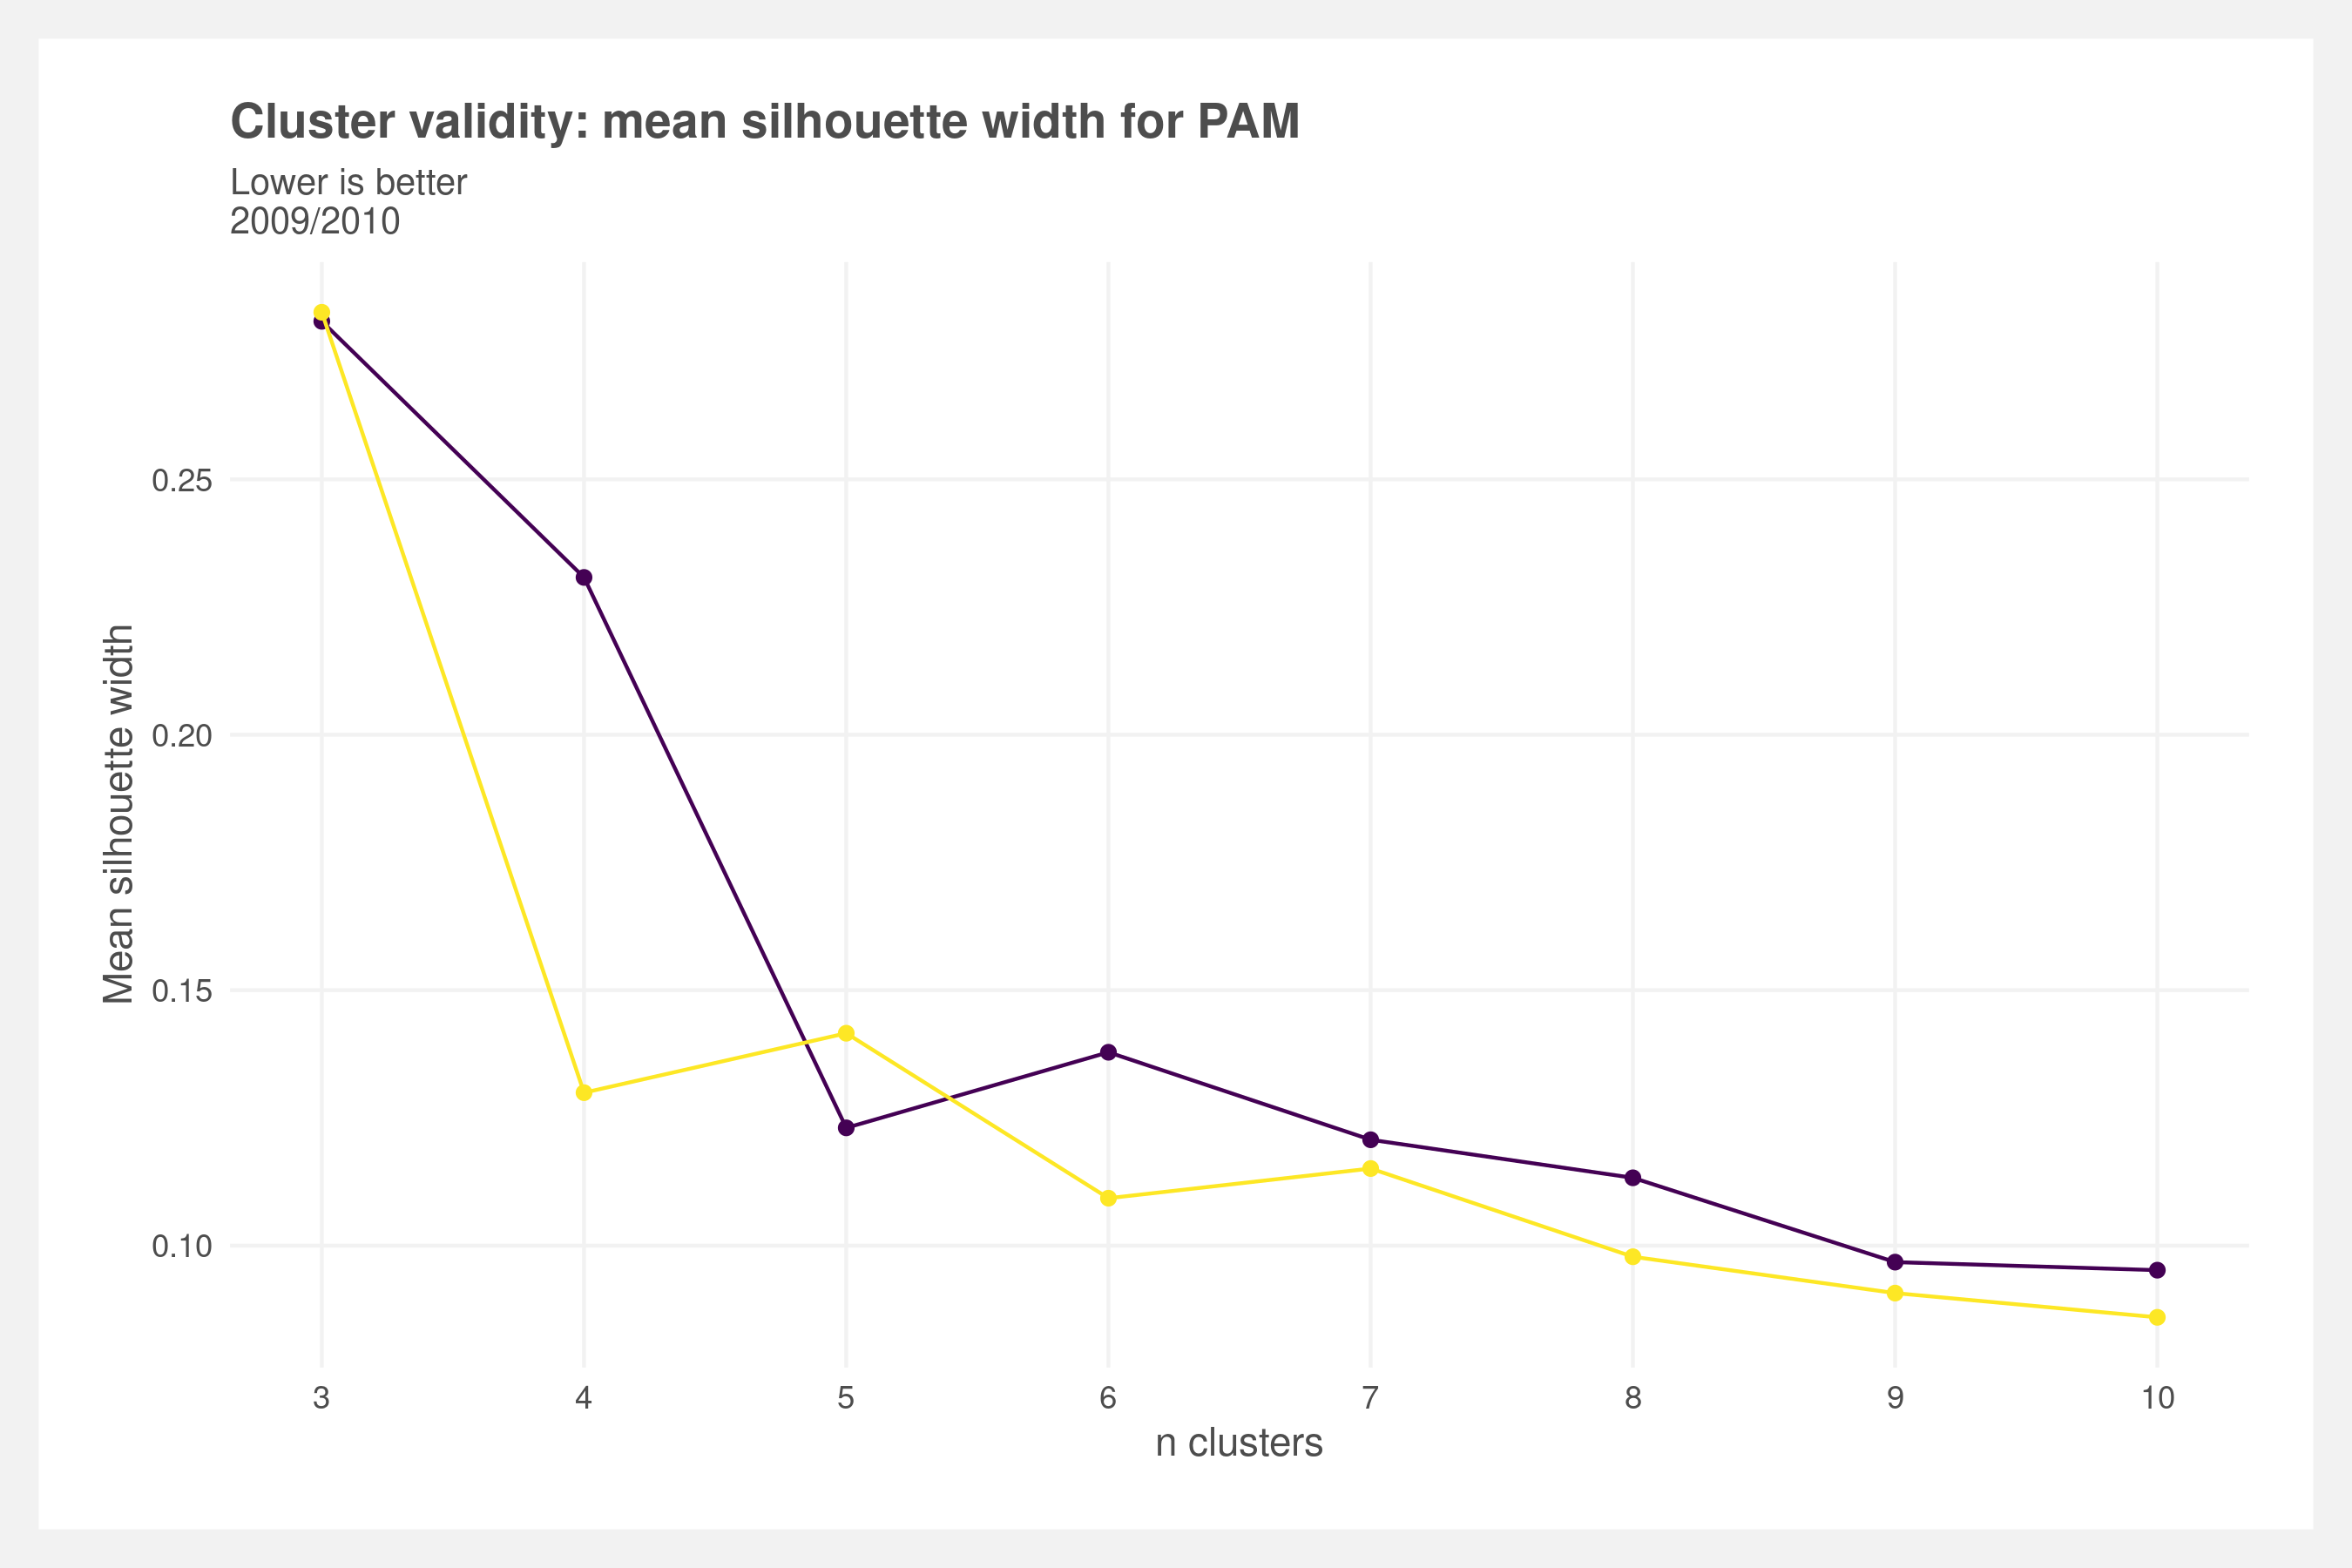 Cluster validity: mean silhouette width for PAM
Lower is better
2009/2010
Mean silhouette width
0.25
0.20
0.15
0.10
3 4 5 6 7 8 9 10
n clusters